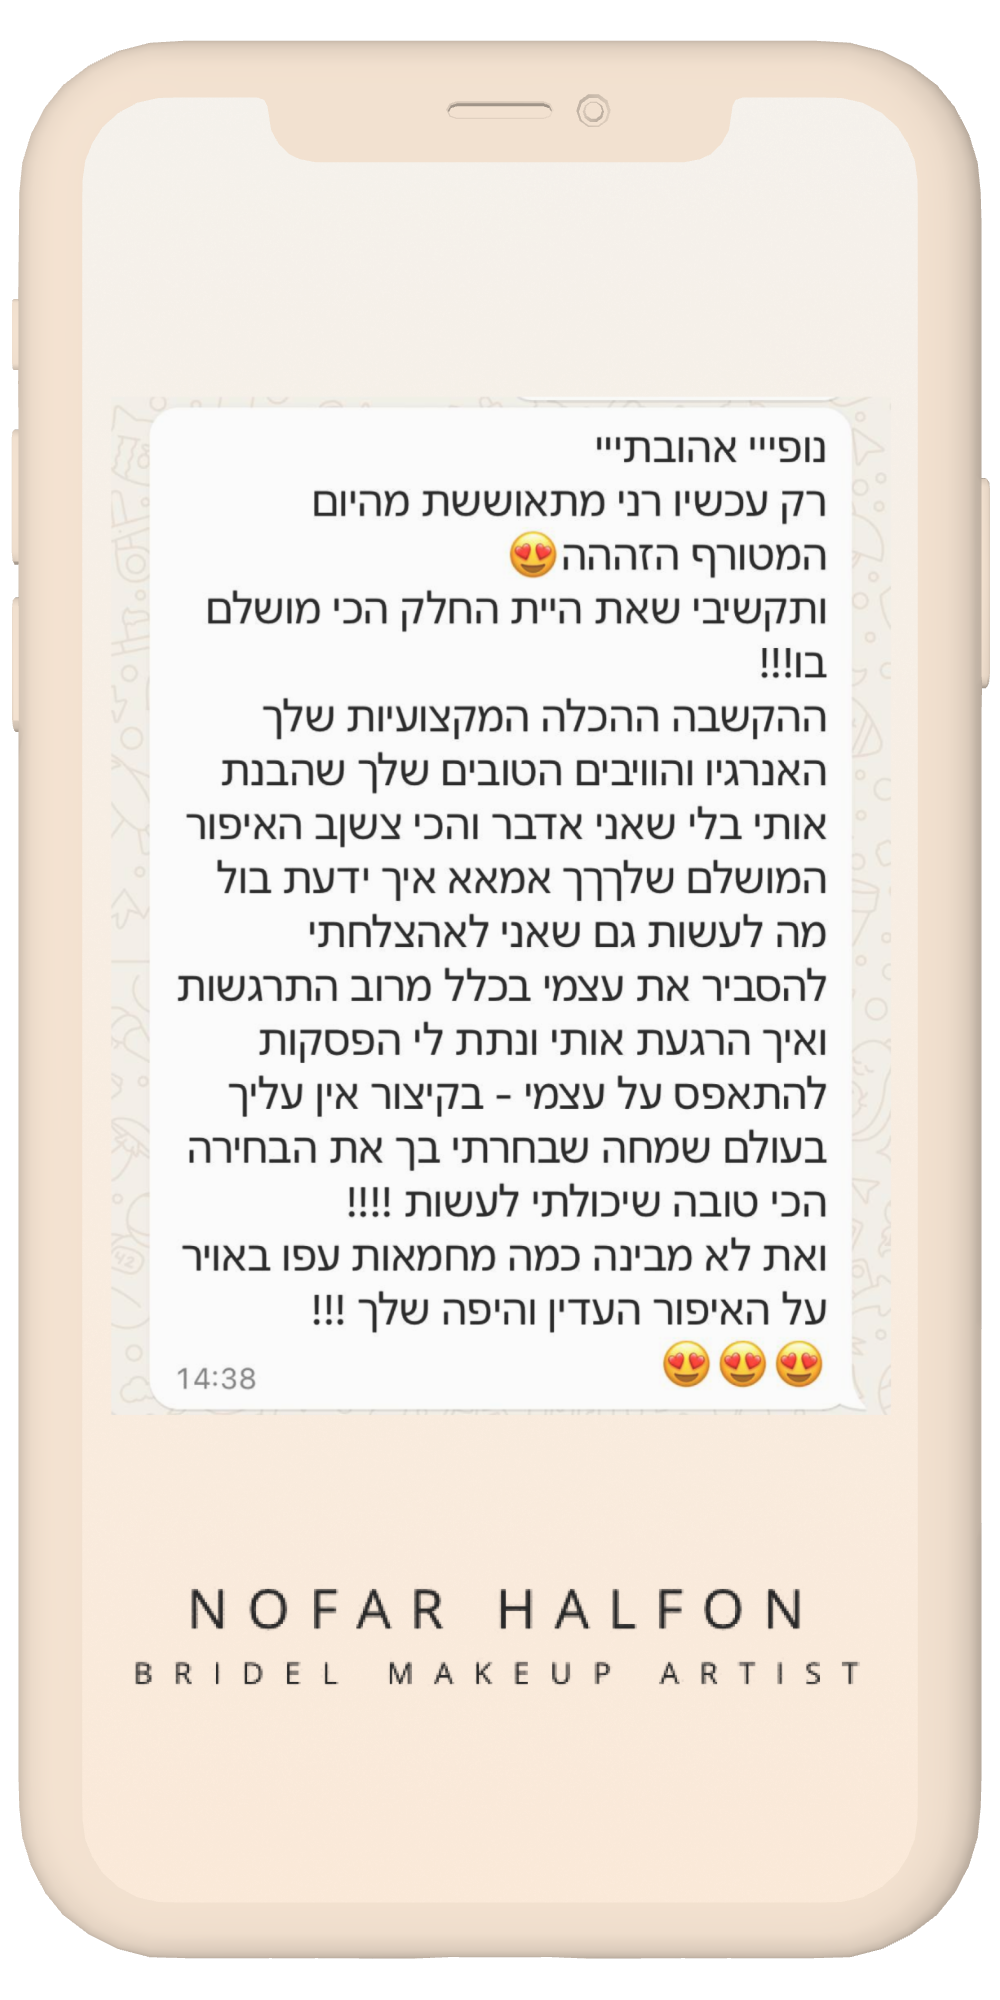 נופייי אהובתייי
רק עכשיו רני מתאוששת מהיום
המטורף הזההה😍
ותקשיבי שאת היית החלק הכי מושלם
בו!!!
ההקשבה ההכלה המקצועיות שלך
האנרגיו והוויבים הטובים שלך שהבנת
אותי בלי שאני אדבר והכי צשןב האיפור
המושלם שלךךך אמאא איך ידעת בול
מה לעשות גם שאני לאהצלחתי
להסביר את עצמי בכלל מרוב התרגשות
ואיך הרגעת אותי ונתת לי הפסקות
להתאפס על עצמי - בקיצור אין עליך
בעולם שמחה שבחרתי בך את הבחירה
הכי טובה שיכולתי לעשות !!!!
ואת לא מבינה כמה מחמאות עפו באויר
על האיפור העדין והיפה שלך !!!
😍😍😍
14:38
NOFAR HALFON
BRIDEL MAKEUP ARTIST